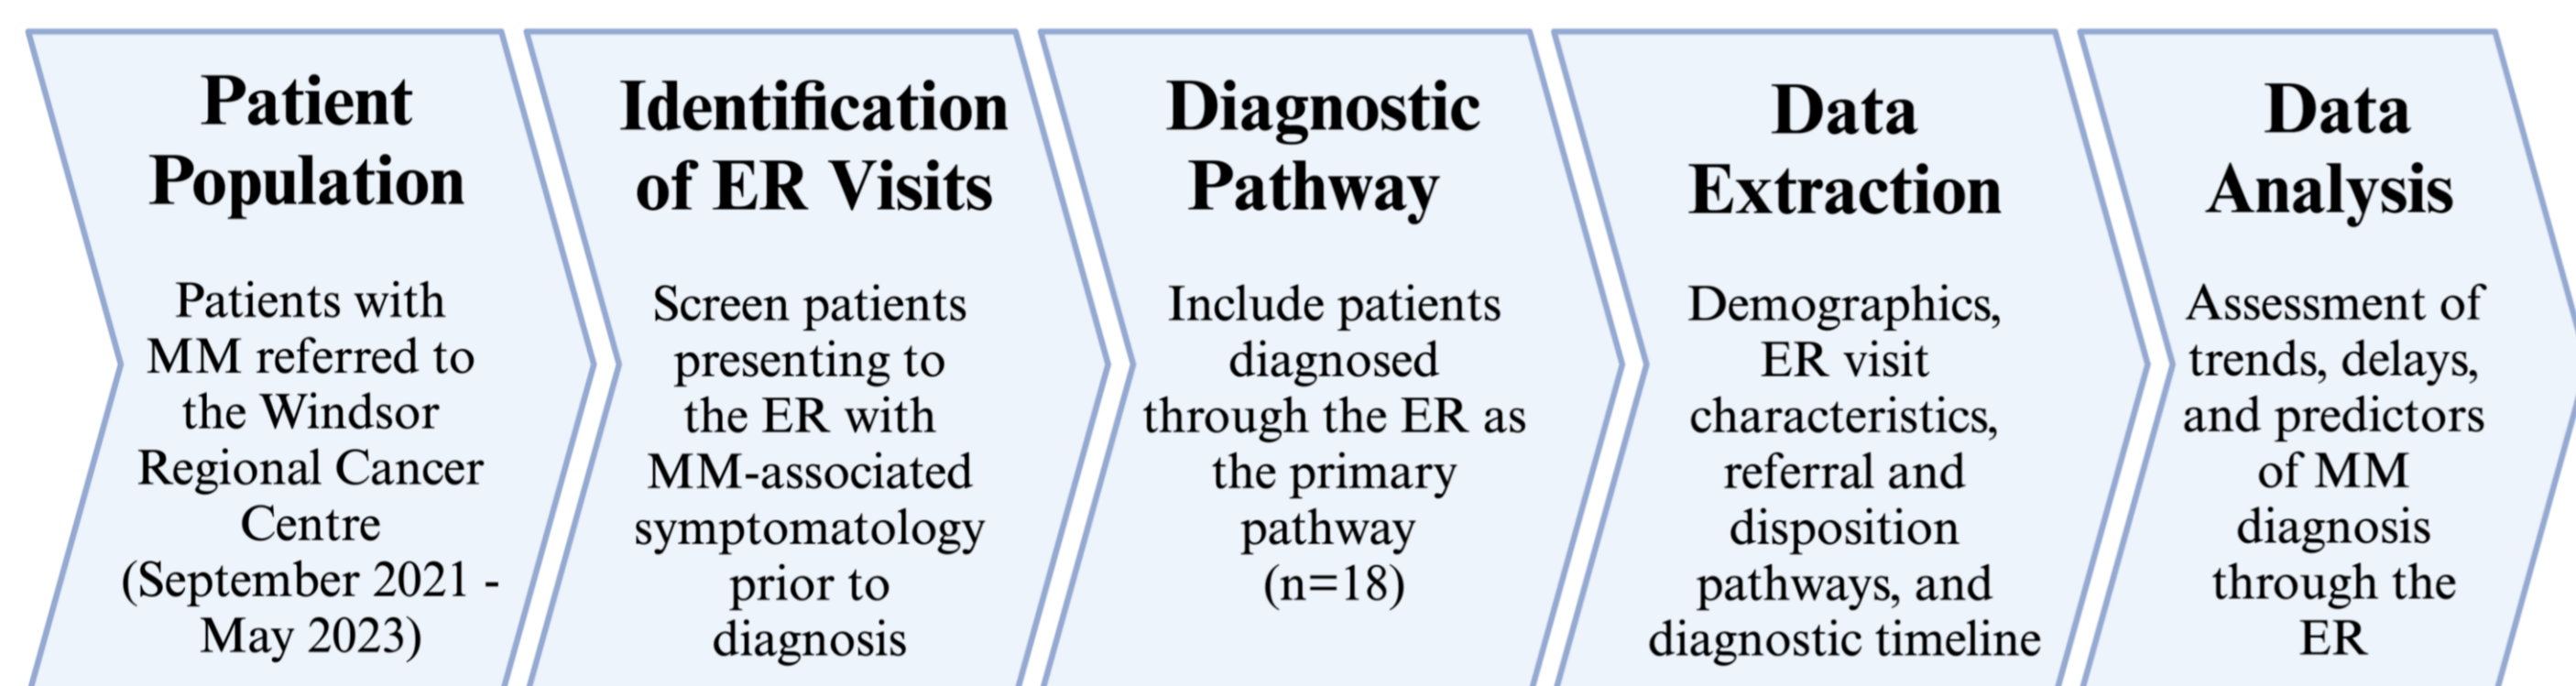 Patient
Population
Patients with
MM referred to
the Windsor
Regional Cancer
Centre
(September 2021 -
May 2023)
Identification
of ER Visits
Screen patients
presenting to
the ER with
MM-associated
symptomatology
prior to
diagnosis
Diagnostic
Pathway
Include patients
diagnosed
through the ER as
the primary
pathway
(n=18)
Data
Extraction
Demographics,
ER visit
characteristics,
referral and
disposition
pathways, and
diagnostic timeline
Data
Analysis
Assessment of
trends, delays,
and predictors
of MM
diagnosis
through the
ER